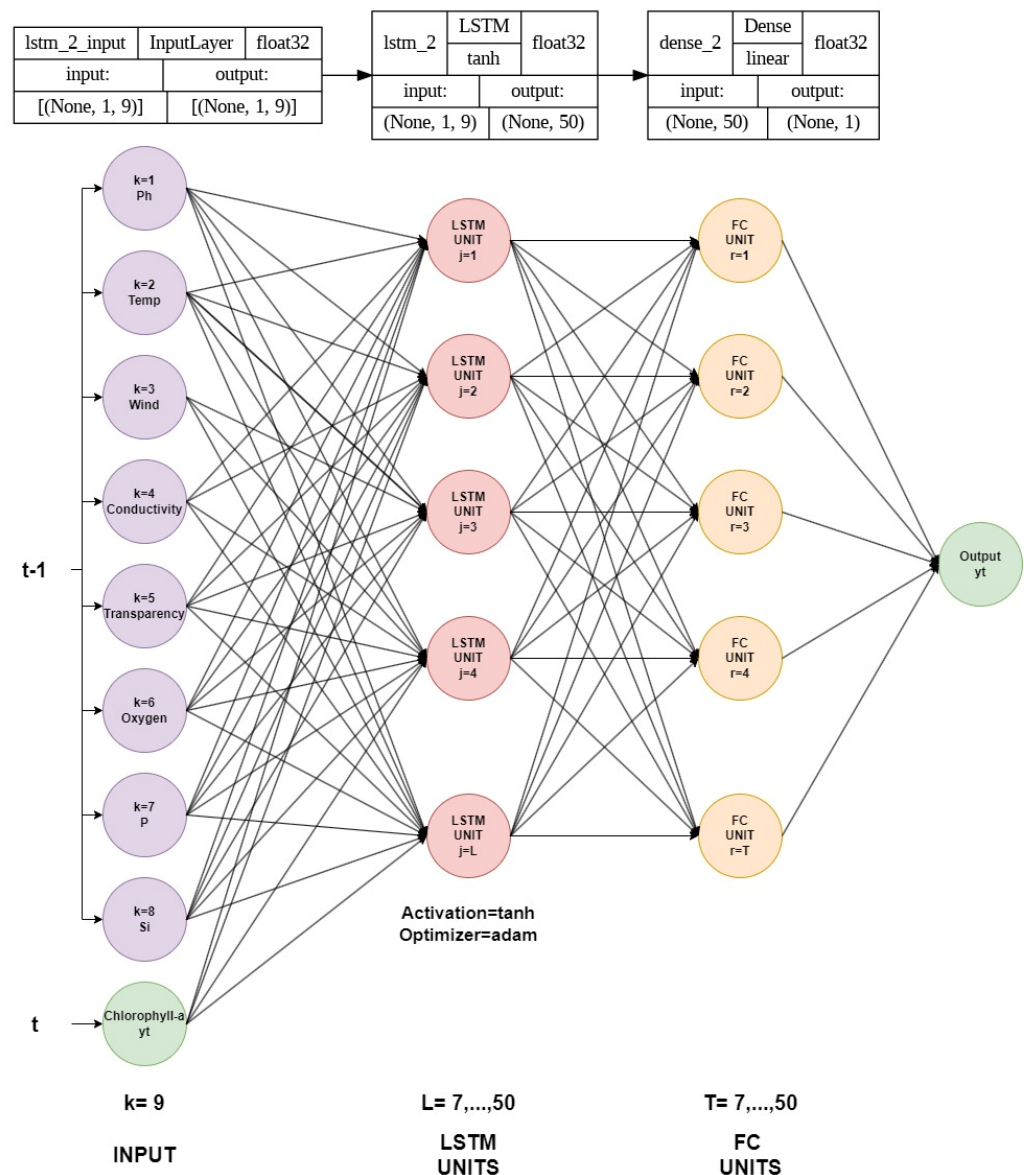 lstm_2_input InputLayer float32
input: output:
[(None, 1, 9)] [(None, 1, 9)]
lstm_2 LSTM float32
tanh
input: output:
(None, 1, 9) (None, 50)
dense_2 Dense float32
linear
input: output:
(None, 50) (None, 1)
t-1
k=1
Ph
k=2
Temp
k=3
Wind
k=4
Conductivity
k=5
Transparency
k=6
Oxygen
k=7
P
k=8
Si
t
Chlorophyll-a
yt
LSTM
UNIT
j=1
LSTM
UNIT
j=2
LSTM
UNIT
j=3
LSTM
UNIT
j=4
LSTM
UNIT
j=L
Activation=tanh
Optimizer=adam
FC
UNIT
r=1
FC
UNIT
r=2
FC
UNIT
r=3
FC
UNIT
r=4
FC
UNIT
r=T
Output
yt
k= 9
INPUT
L= 7,...,50
LSTM
UNITS
T= 7,...,50
FC
UNITS